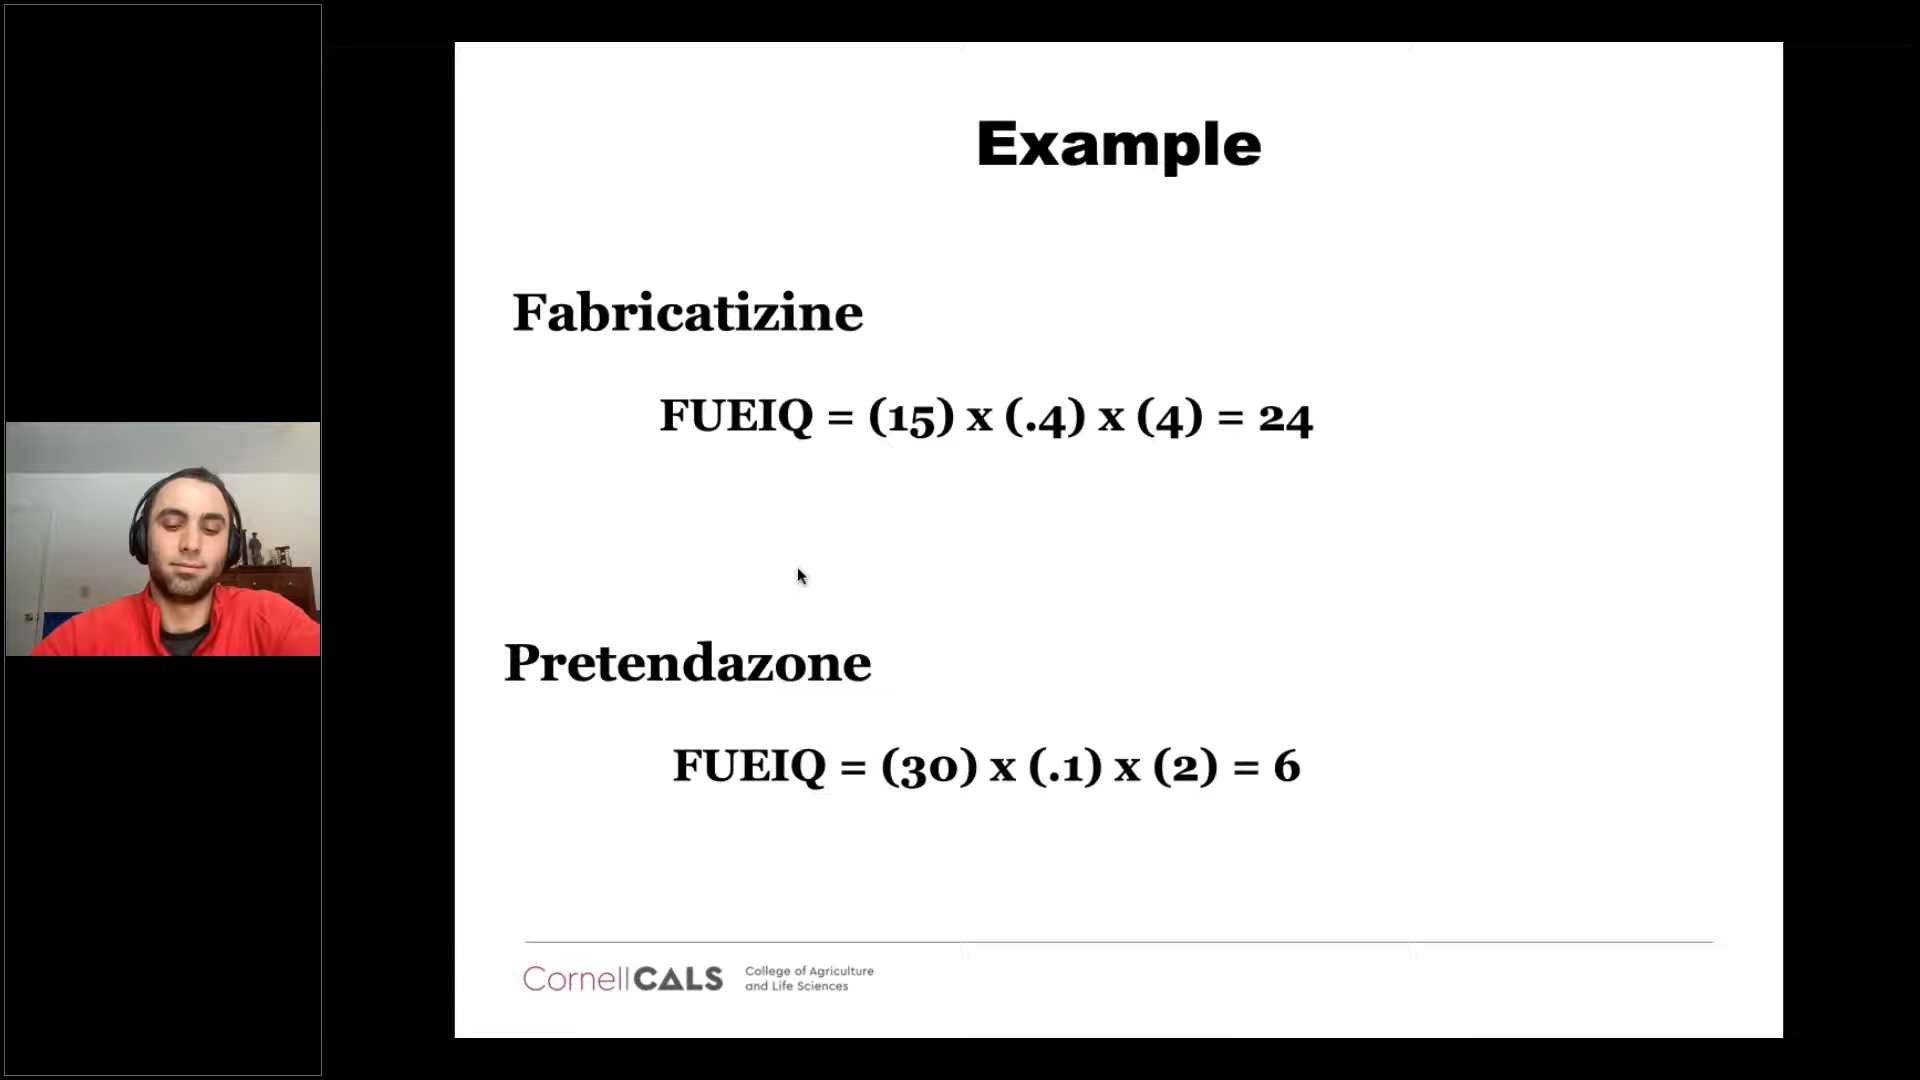 Example
Fabricatizine
FUEIQ = (15) x (.4) x (4) = 24
Pretendazone
FUEIQ = (30) x (.1) x (2) = 6
CornellCALS
College of Agriculture
and Life Sciences